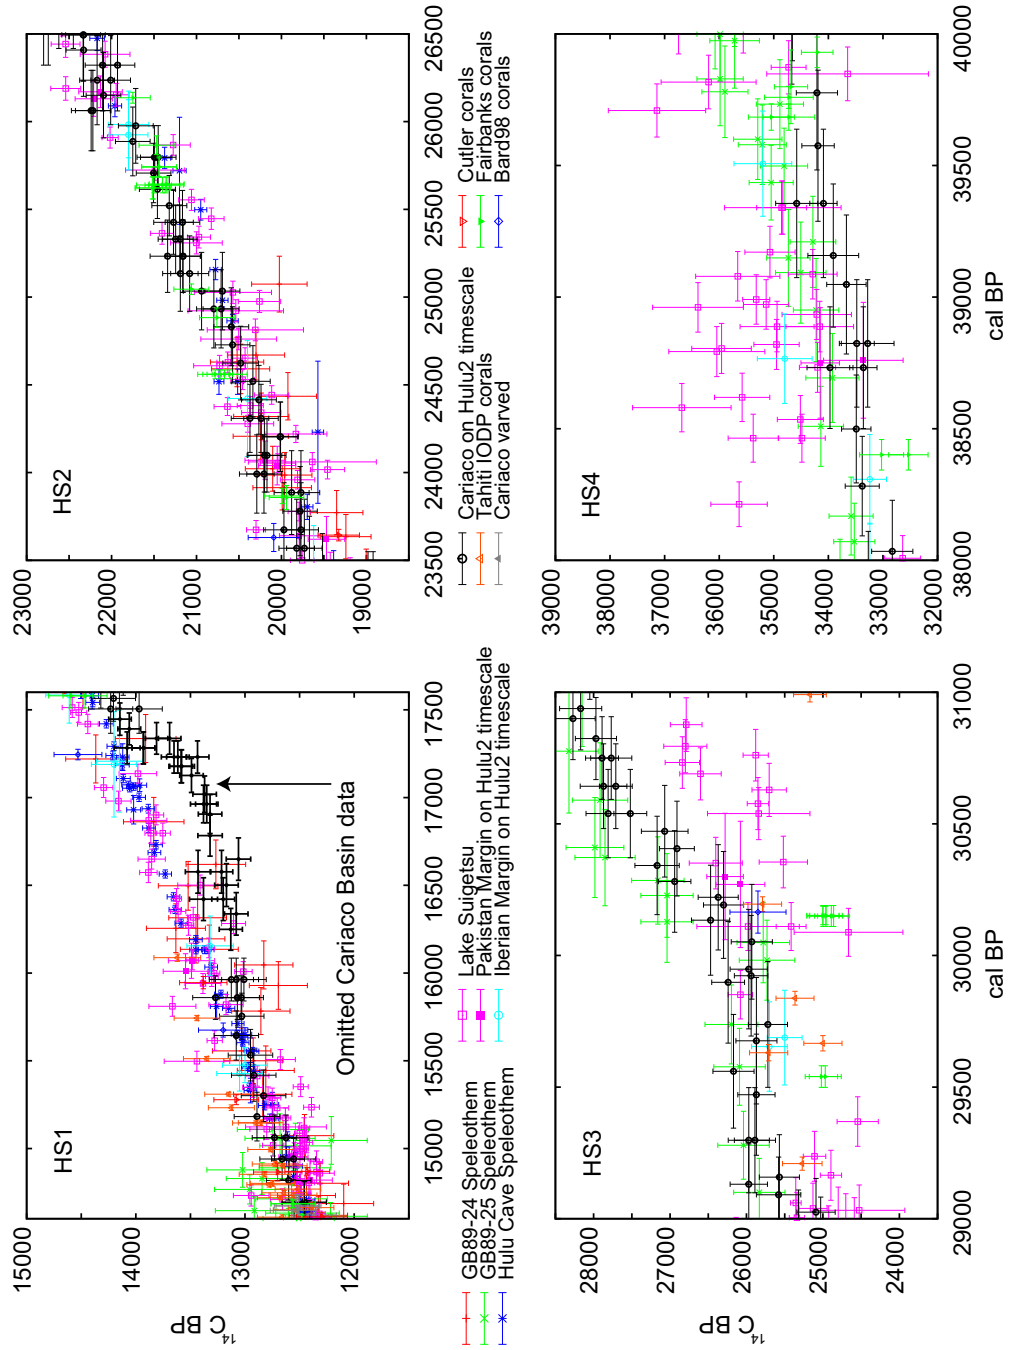 HS1
15000
14000
13000
12000
15000
15500
16000
16500
17000
17500
14C BP
Omitted Cariaco Basin data
HS2
23000
22000
21000
20000
19000
23500
24000
24500
25000
25500
26000
26500
GB89-24 Speleothem
GB89-25 Speleothem
Hulu Cave Speleothem
Lake Suigetsu
Pakistan Margin on Hulu2 timescale
Iberian Margin on Hulu2 timescale
Cariaco on Hulu2 timescale
Tahiti IODP corals
Cariaco varved
Cutler corals
Fairbanks corals
Bard98 corals
HS3
28000
27000
26000
25000
24000
29000
29500
30000
30500
31000
14C BP
cal BP
HS4
39000
38000
37000
36000
35000
34000
33000
32000
38000
38500
39000
39500
40000
cal BP